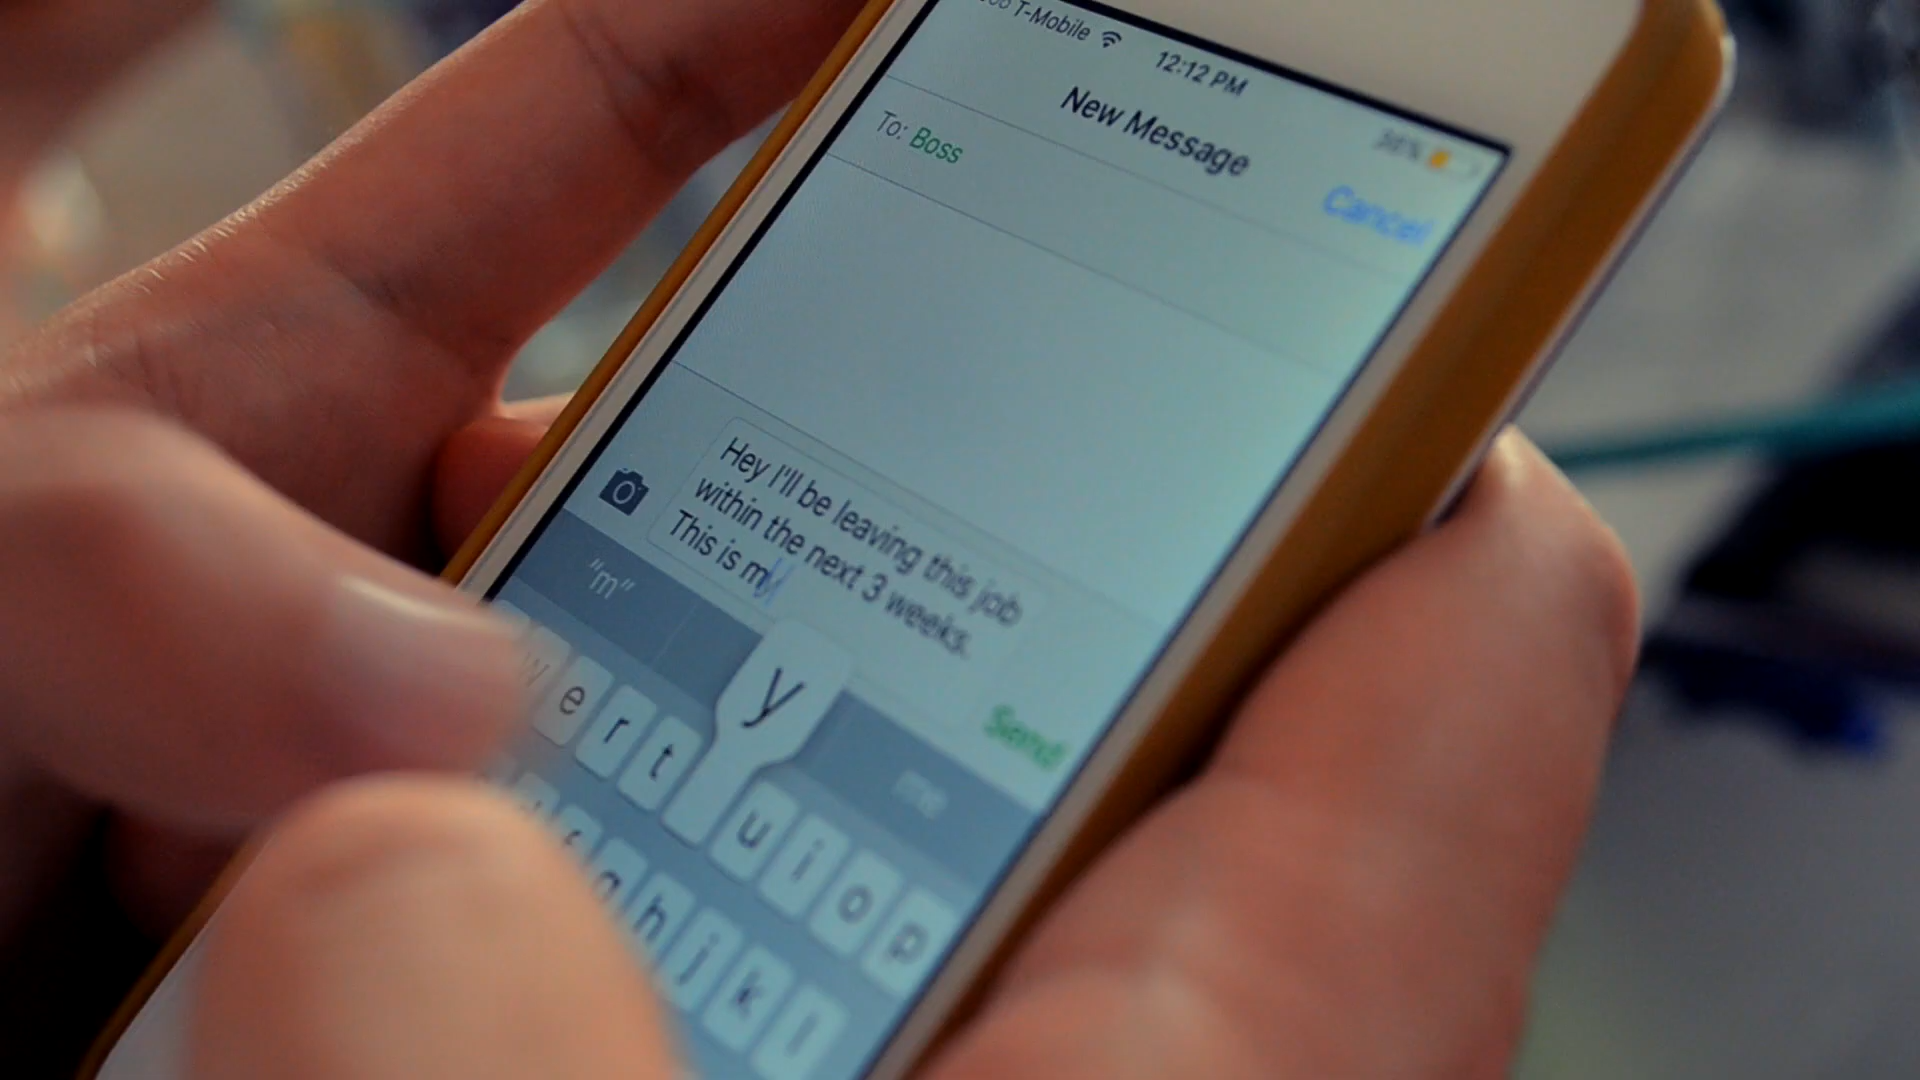 T-Mobile 12:12 PM
New Message
Cancel
To: Boss
Hey I'll be leaving this job
within the next 3 weeks.
This is my
Send
"m" me
w e r t y u i o p
f g h j k l